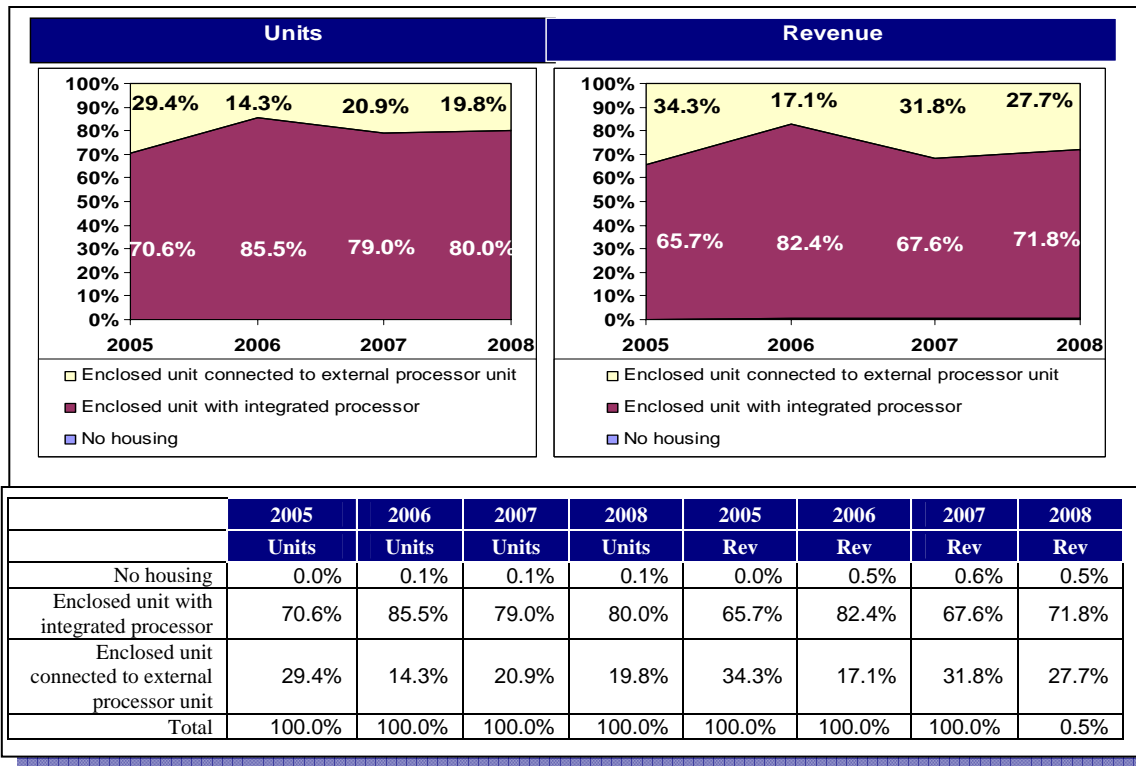 Units
Revenue
100%
90%
80%
70%
60%
50%
40%
30%
20%
10%
0%
29.4% 14.3% 20.9% 19.8%
70.6% 85.5% 79.0% 80.0%
2005 2006 2007 2008
Enclosed unit connected to external processor unit
Enclosed unit with integrated processor
No housing
100%
90%
80%
70%
60%
50%
40%
30%
20%
10%
0%
34.3% 17.1% 31.8% 27.7%
65.7% 82.4% 67.6% 71.8%
2005 2006 2007 2008
Enclosed unit connected to external processor unit
Enclosed unit with integrated processor
No housing
2005 2006 2007 2008 2005 2006 2007 2008
Units Units Units Units Rev Rev Rev Rev
No housing 0.0% 0.1% 0.1% 0.1% 0.0% 0.5% 0.6% 0.5%
Enclosed unit with
integrated processor 70.6% 85.5% 79.0% 80.0% 65.7% 82.4% 67.6% 71.8%
Enclosed unit
connected to external
processor unit 29.4% 14.3% 20.9% 19.8% 34.3% 17.1% 31.8% 27.7%
Total 100.0% 100.0% 100.0% 100.0% 100.0% 100.0% 100.0% 0.5%